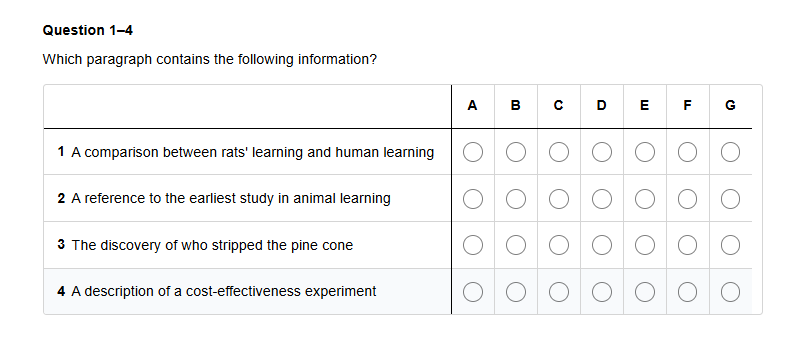 Question 1–4
Which paragraph contains the following information?
A B C D E F G
1 A comparison between rats' learning and human learning
2 A reference to the earliest study in animal learning
3 The discovery of who stripped the pine cone
4 A description of a cost-effectiveness experiment